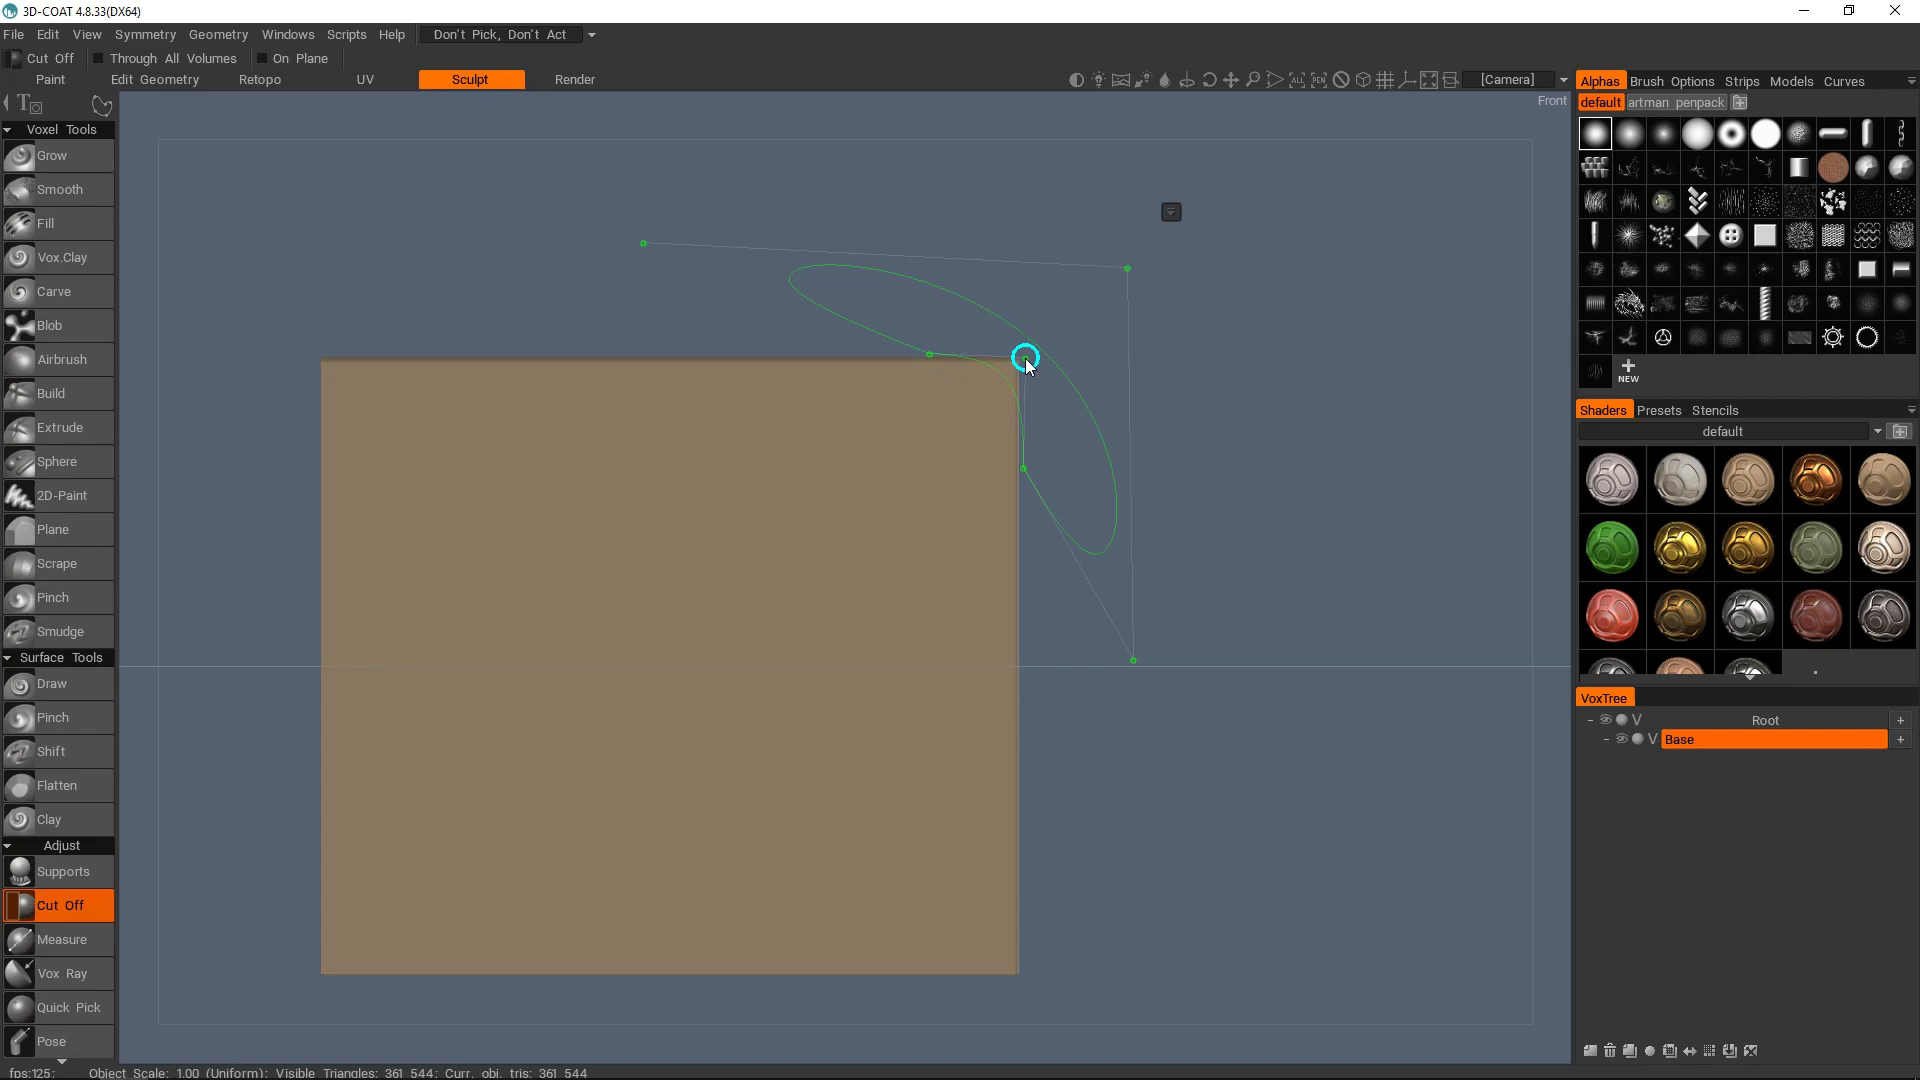 3D-COAT 4.8.33(DX64)
File Edit View Symmetry Geometry Windows Scripts Help Don't Pick, Don't Act
Cut Off Through All Volumes On Plane
Paint Edit Geometry Retopo UV Sculpt Render [Camera]
Front
Voxel Tools
Grow
Smooth
Fill
Vox.Clay
Carve
Blob
Airbrush
Build
Extrude
Sphere
2D-Paint
Plane
Scrape
Pinch
Smudge
Surface Tools
Draw
Pinch
Shift
Flatten
Clay
Adjust
Supports
Cut Off
Measure
Vox Ray
Quick Pick
Pose
Alphas Brush Options Strips Models Curves
default artman penpack
NEW
Shaders Presets Stencils
default
VoxTree
V Root +
V Base +
fps:125; Object Scale: 1.00 (Uniform); Visible Triangles: 361 544; Curr. obj. tris: 361 544